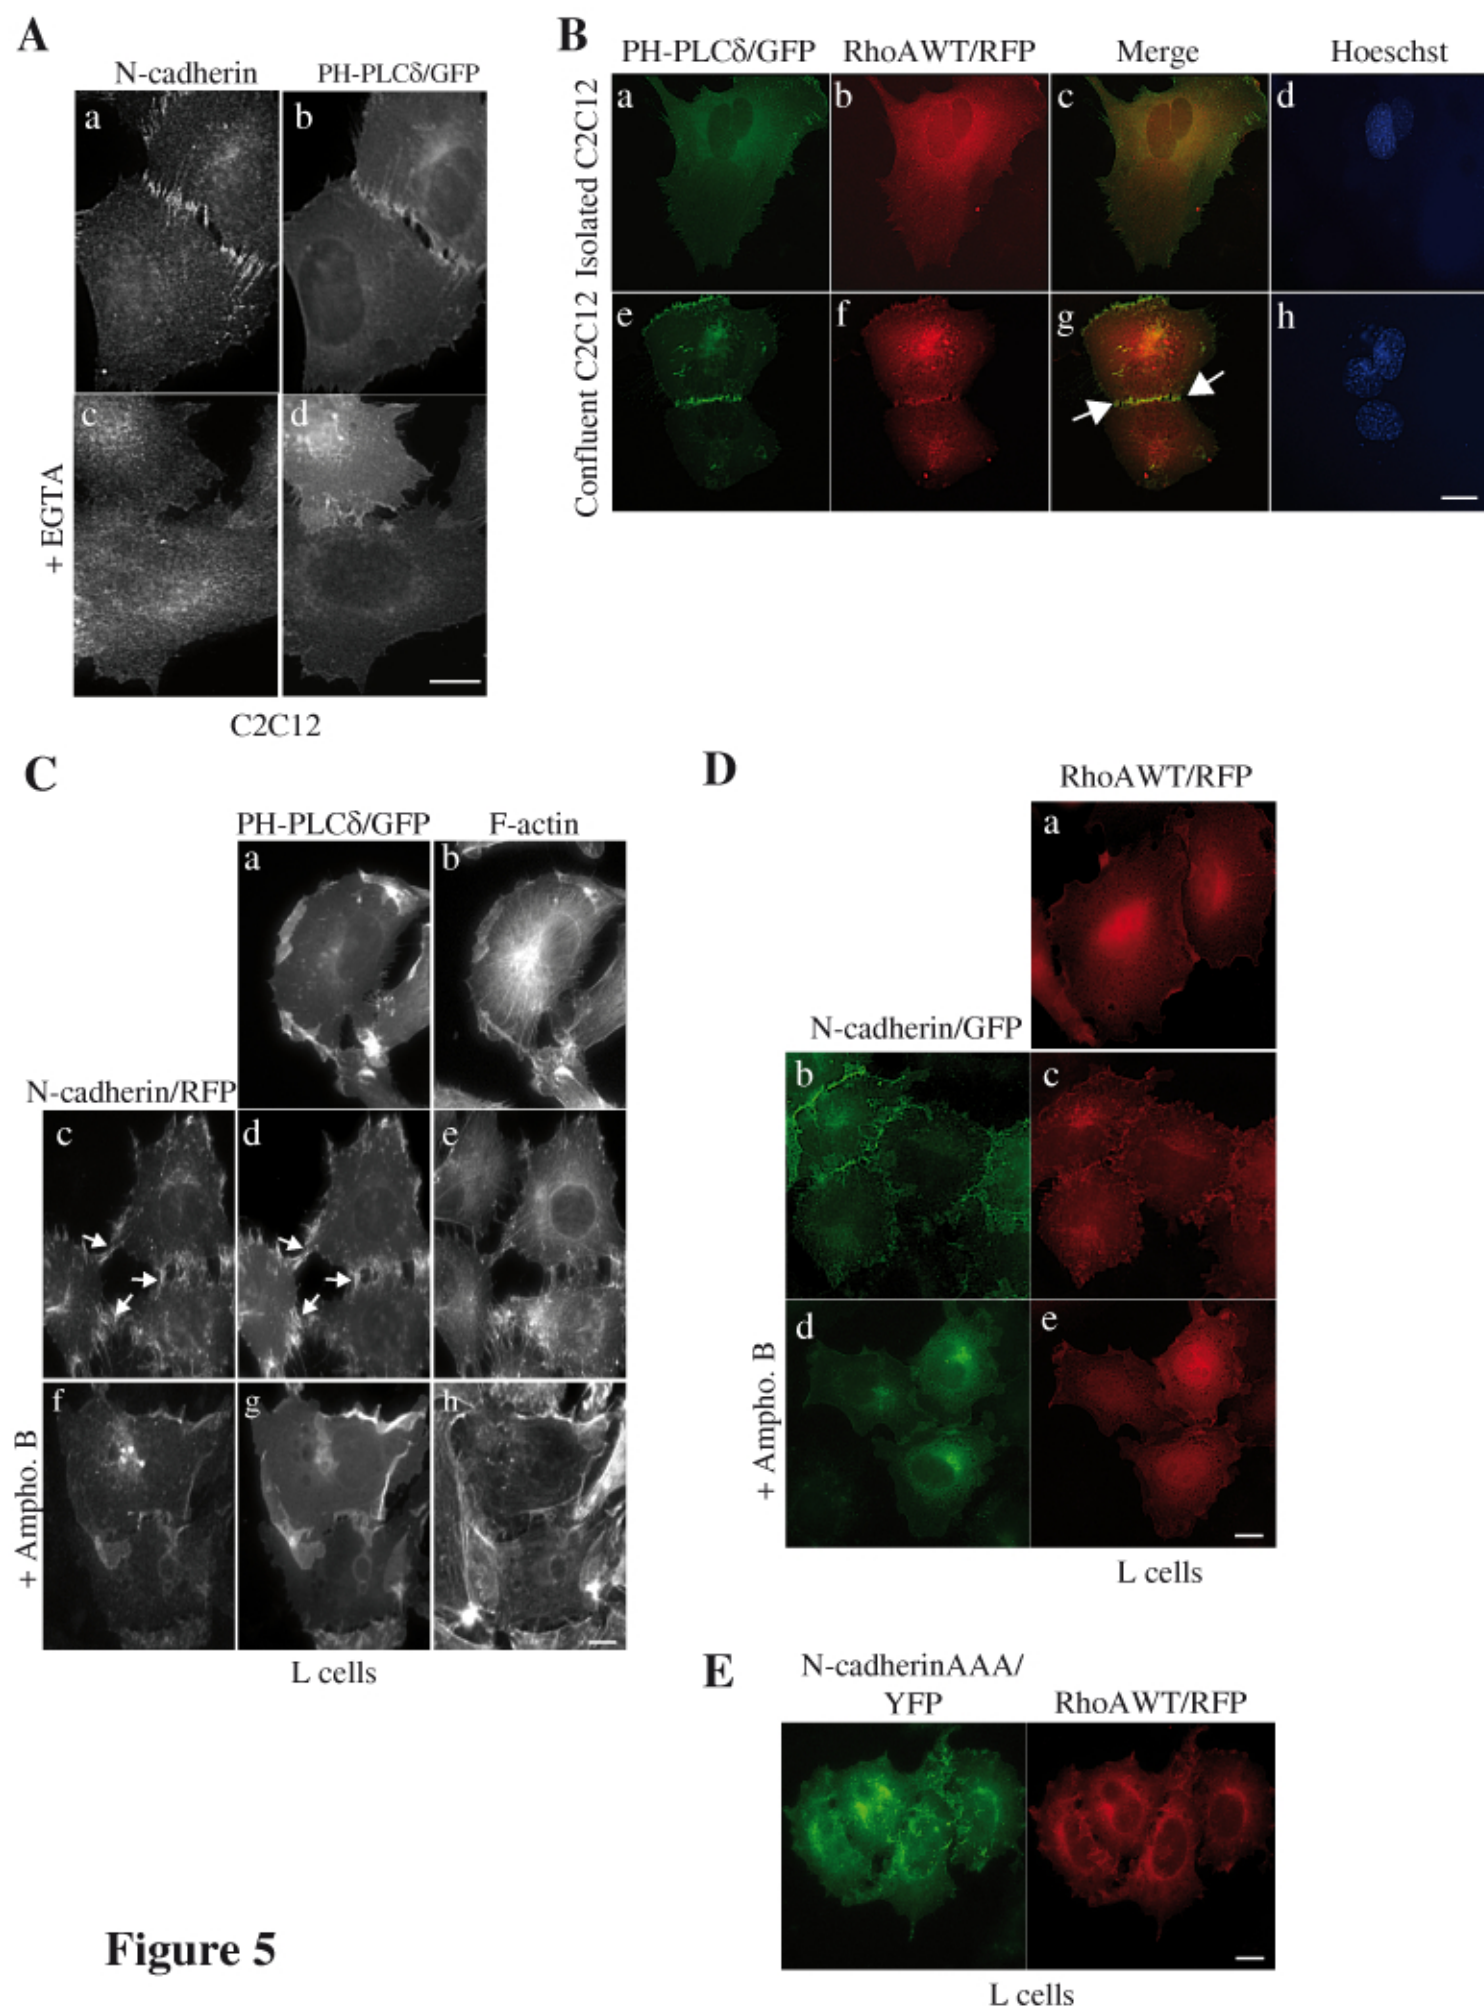 A
N-cadherin
PH-PLCδ/GFP
a
b
c
d
+ EGTA
C2C12
B
PH-PLCδ/GFP
RhoAWT/RFP
Merge
Hoeschst
Isolated C2C12
a
b
c
d
Confluent C2C12
e
f
g
h
C
PH-PLCδ/GFP
F-actin
a
b
N-cadherin/RFP
c
d
e
+ Ampho. B
f
g
h
L cells
D
RhoAWT/RFP
a
N-cadherin/GFP
b
c
+ Ampho. B
d
e
L cells
E
N-cadherinAAA/
YFP
RhoAWT/RFP
L cells
Figure 5